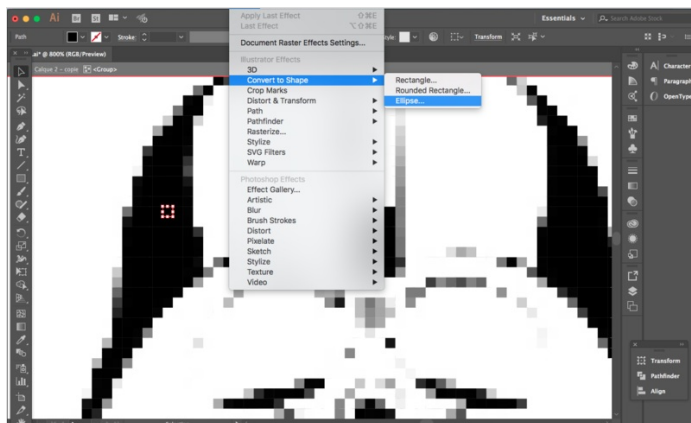 Ai Br St
Essentials
Search Adobe Stock
Apply Last Effect ⇧⌘E
Last Effect ⌥⇧⌘E
Path
Stroke:
Style:
Transform
Document Raster Effects Settings...
.ai* @ 800% (RGB/Preview)
Calque 2 - copie <Group>
Illustrator Effects
3D
Convert to Shape
Crop Marks
Distort & Transform
Path
Pathfinder
Rasterize...
Stylize
SVG Filters
Warp
Rectangle...
Rounded Rectangle...
Ellipse...
Photoshop Effects
Effect Gallery...
Artistic
Blur
Brush Strokes
Distort
Pixelate
Sketch
Stylize
Texture
Video
Character
Paragraph
OpenType
Transform
Pathfinder
Align